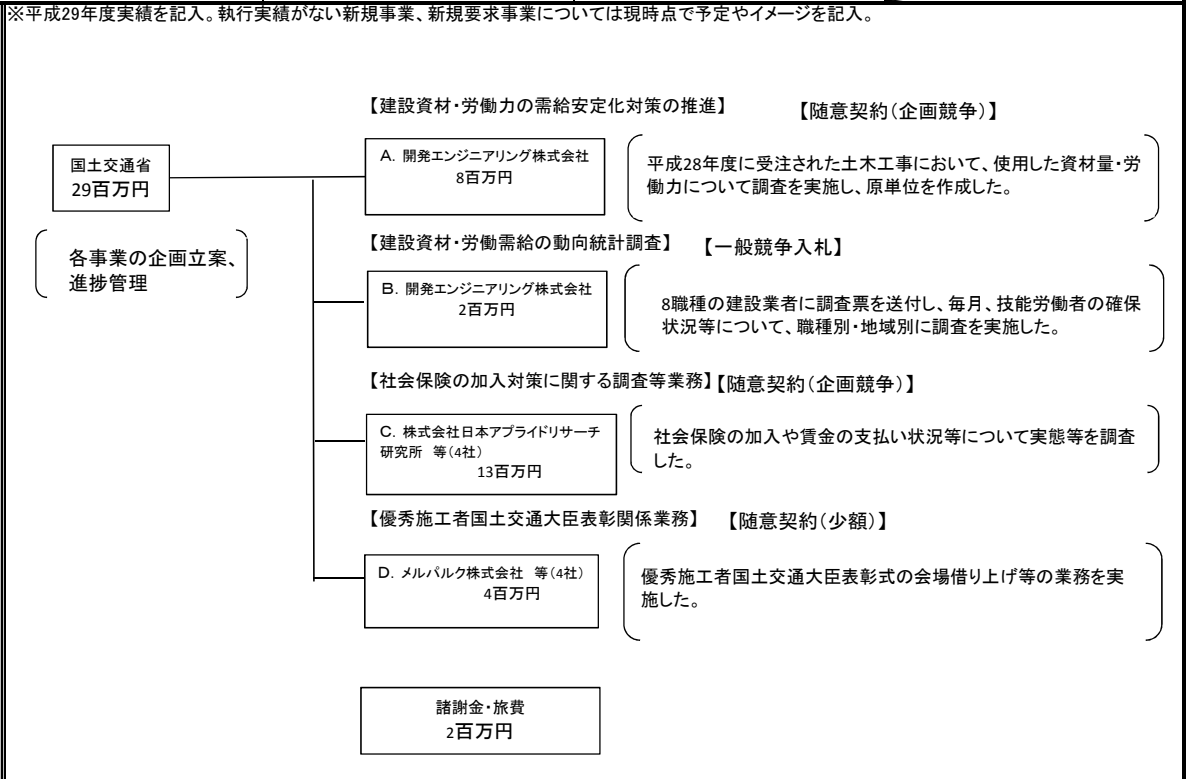 ※平成29年度実績を記入。執行実績がない新規事業、新規要求事業については現時点で予定やイメージを記入。
【建設資材・労働力の需給安定化対策の推進】
【随意契約(企画競争)】
国土交通省
29百万円
A. 開発エンジニアリング株式会社
8百万円
平成28年度に受注された土木工事において、使用した資材量・労
働力について調査を実施し、原単位を作成した。
各事業の企画立案、
進捗管理
【建設資材・労働需給の動向統計調査】
【一般競争入札】
B. 開発エンジニアリング株式会社
2百万円
8職種の建設業者に調査票を送付し、毎月、技能労働者の確保
状況等について、職種別・地域別に調査を実施した。
【社会保険の加入対策に関する調査等業務】
【随意契約(企画競争)】
C. 株式会社日本アプライドリサーチ
研究所 等(4社)
13百万円
社会保険の加入や賃金の支払い状況等について実態等を調査
した。
【優秀施工者国土交通大臣表彰関係業務】
【随意契約(少額)】
D. メルパルク株式会社 等(4社)
4百万円
優秀施工者国土交通大臣表彰式の会場借り上げ等の業務を実
施した。
諸謝金・旅費
2百万円